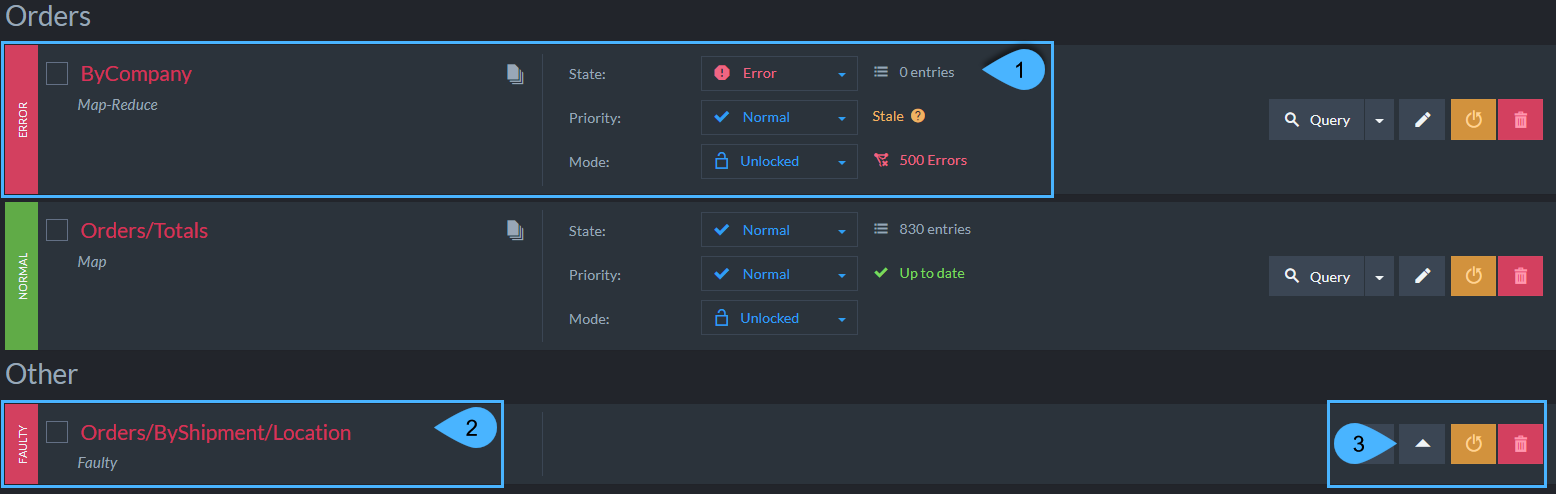 Orders
ERROR
ByCompany
Map-Reduce
State: Error 0 entries 1
Priority: Normal Stale ?
Mode: Unlocked 500 Errors
Query
NORMAL
Orders/Totals
Map
State: Normal 830 entries
Priority: Normal Up to date
Mode: Unlocked
Query
Other
FAULTY
Orders/ByShipment/Location 2
Faulty
3